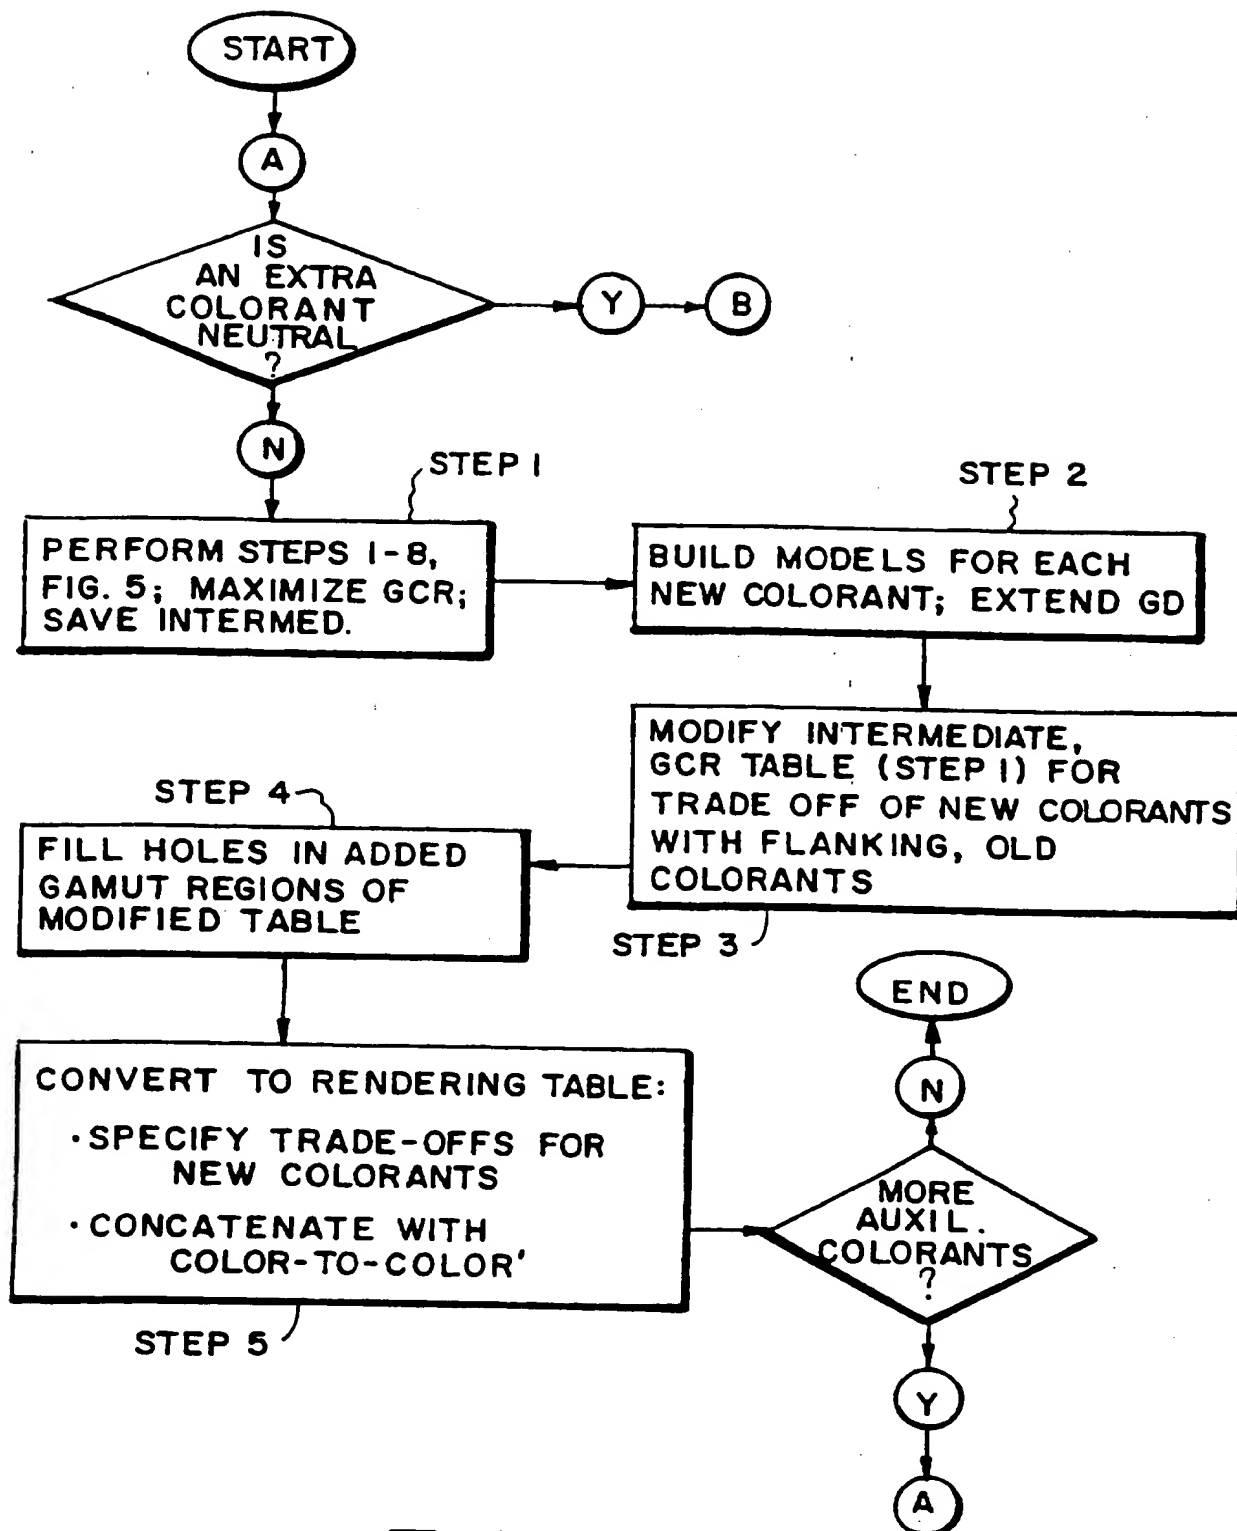 START
A
IS
AN EXTRA
COLORANT
NEUTRAL
?
Y
B
N
STEP 1
PERFORM STEPS 1-8,
FIG. 5; MAXIMIZE GCR;
SAVE INTERMED.
STEP 2
BUILD MODELS FOR EACH
NEW COLORANT; EXTEND GD
MODIFY INTERMEDIATE,
GCR TABLE (STEP 1) FOR
TRADE OFF OF NEW COLORANTS
WITH FLANKING, OLD
COLORANTS
STEP 3
STEP 4
FILL HOLES IN ADDED
GAMUT REGIONS OF
MODIFIED TABLE
CONVERT TO RENDERING TABLE:
·SPECIFY TRADE-OFFS FOR
NEW COLORANTS
·CONCATENATE WITH
COLOR-TO-COLOR'
STEP 5
END
N
MORE
AUXIL.
COLORANTS
?
Y
A